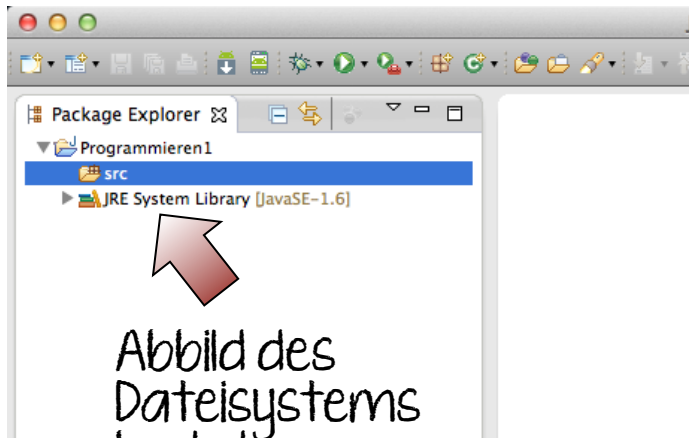 Package Explorer
Programmieren1
src
JRE System Library [JavaSE-1.6]
Abbild des
Dateisystems